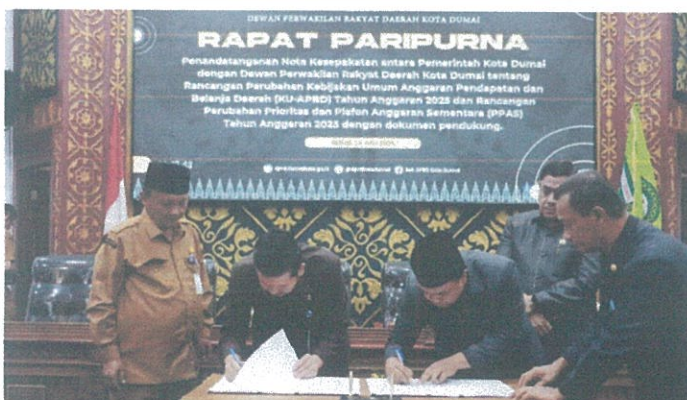 DEWAN PERWAKILAN RAKYAT DAERAH KOTA DUMAI
RAPAT PARIPURNA
Penandatanganan Nota Kesepakatan antara Pemerintah Kota Dumai
dengan Dewan Perwakilan Rakyat Daerah Kota Dumai tentang
Rancangan Perubahan Kebijakan Umum Anggaran Pendapatan dan
Belanja Daerah (KU-APBD) Tahun Anggaran 2025 dan Rancangan
Perubahan Prioritas dan Plafon Anggaran Sementara (PPAS)
Tahun Anggaran 2025 dengan dokumen pendukung.